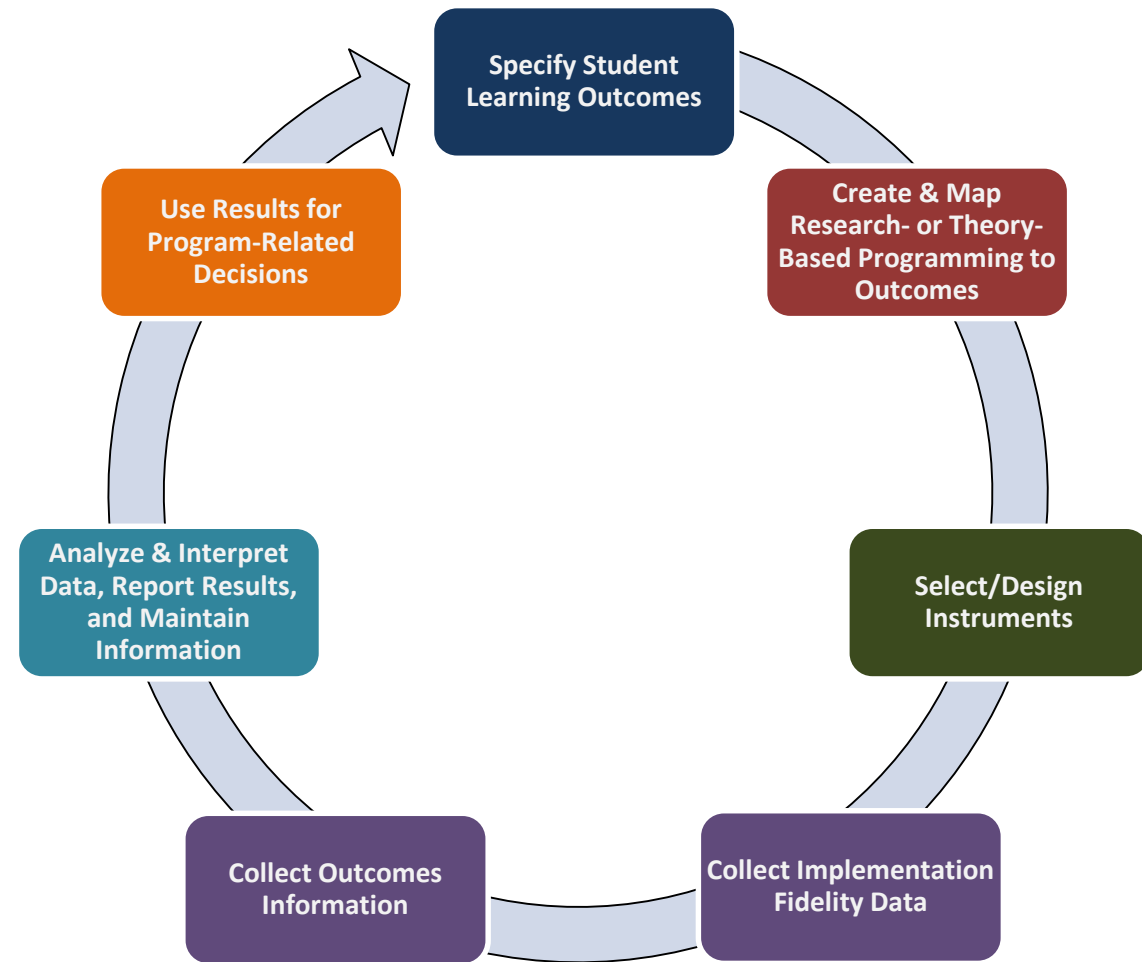 Specify Student
Learning Outcomes
Create & Map
Research- or Theory-
Based Programming to
Outcomes
Select/Design
Instruments
Collect Implementation
Fidelity Data
Collect Outcomes
Information
Analyze & Interpret
Data, Report Results,
and Maintain
Information
Use Results for
Program-Related
Decisions